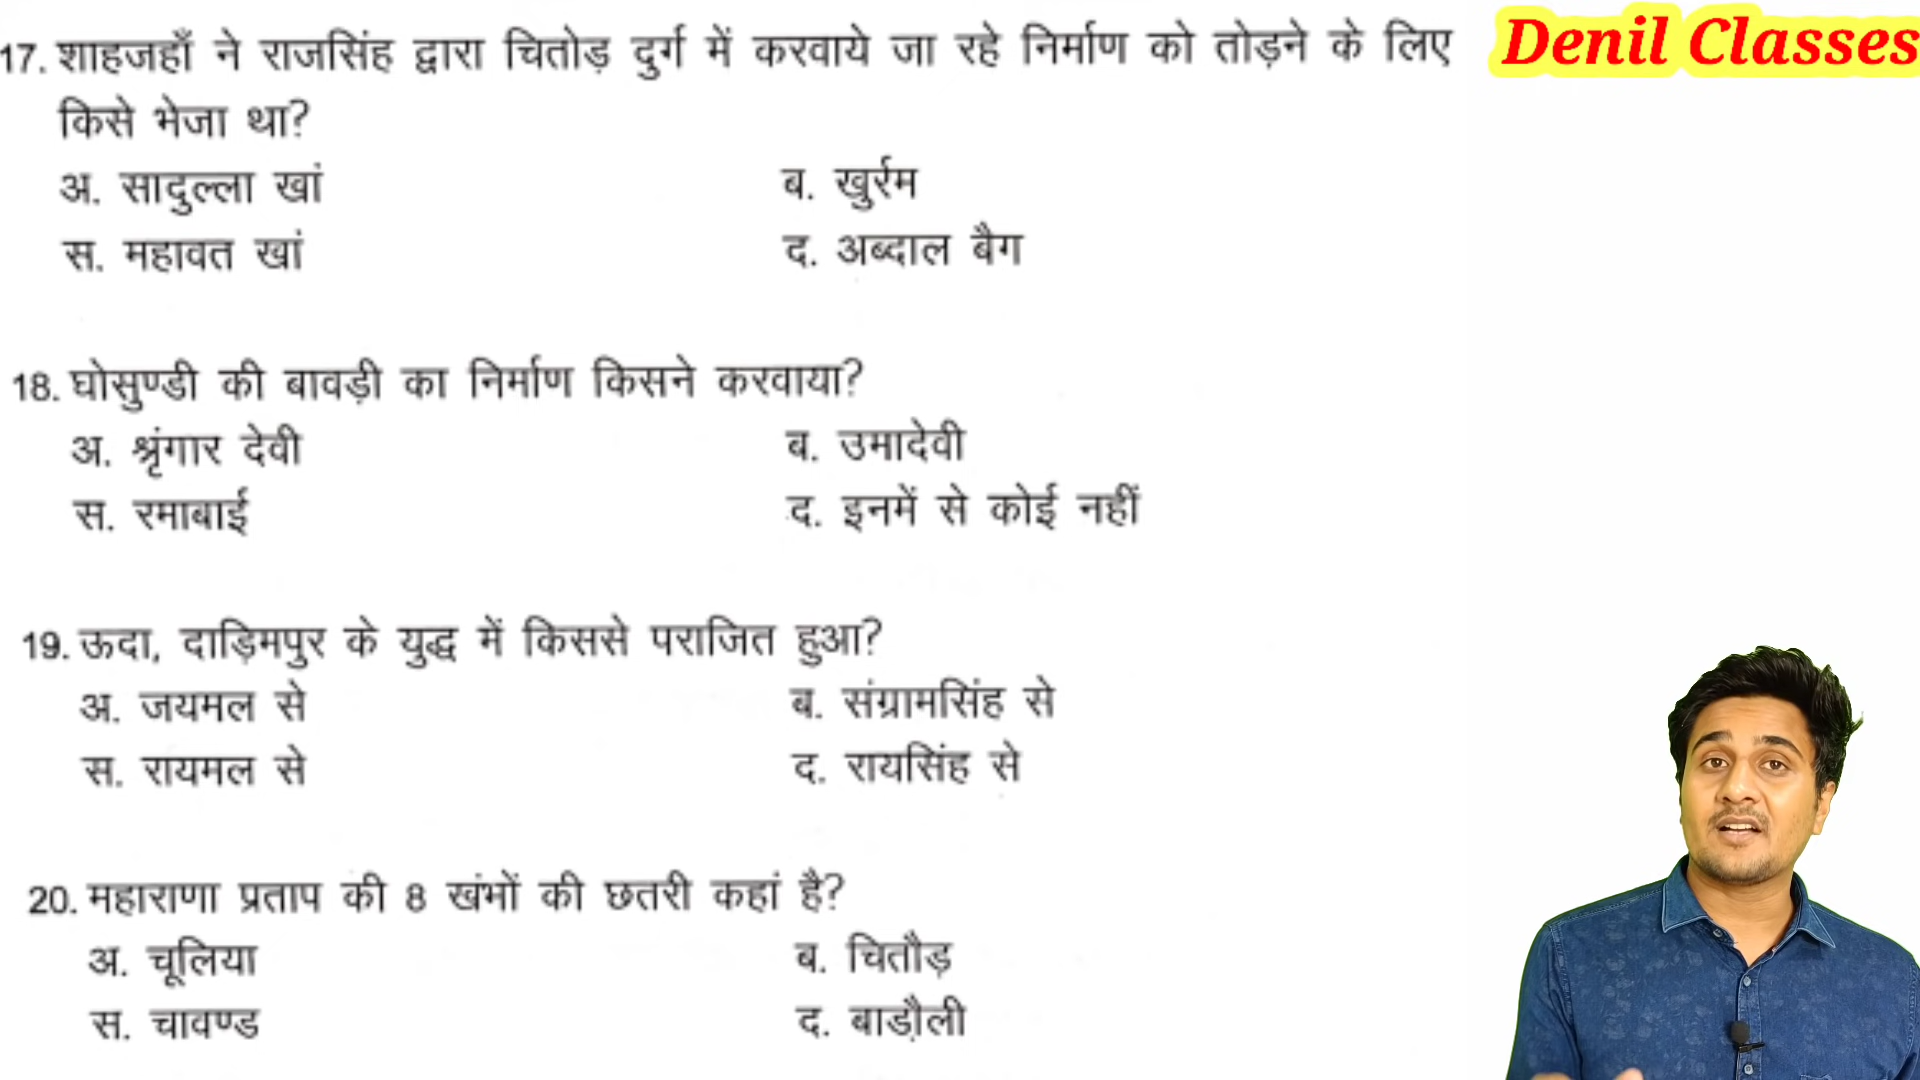 Denil Classes
17. शाहजहाँ ने राजसिंह द्वारा चितोड़ दुर्ग में करवाये जा रहे निर्माण को तोड़ने के लिए
किसे भेजा था?
अ. सादुल्ला खां ब. खुर्रम
स. महावत खां द. अब्दाल बैग
18. घोसुण्डी की बावड़ी का निर्माण किसने करवाया?
अ. श्रृंगार देवी ब. उमादेवी
स. रमाबाई द. इनमें से कोई नहीं
19. ऊदा, दाड़िमपुर के युद्ध में किससे पराजित हुआ?
अ. जयमल से ब. संग्रामसिंह से
स. रायमल से द. रायसिंह से
20. महाराणा प्रताप की 8 खंभों की छतरी कहां है?
अ. चूलिया ब. चितौड़
स. चावण्ड द. बाडौली